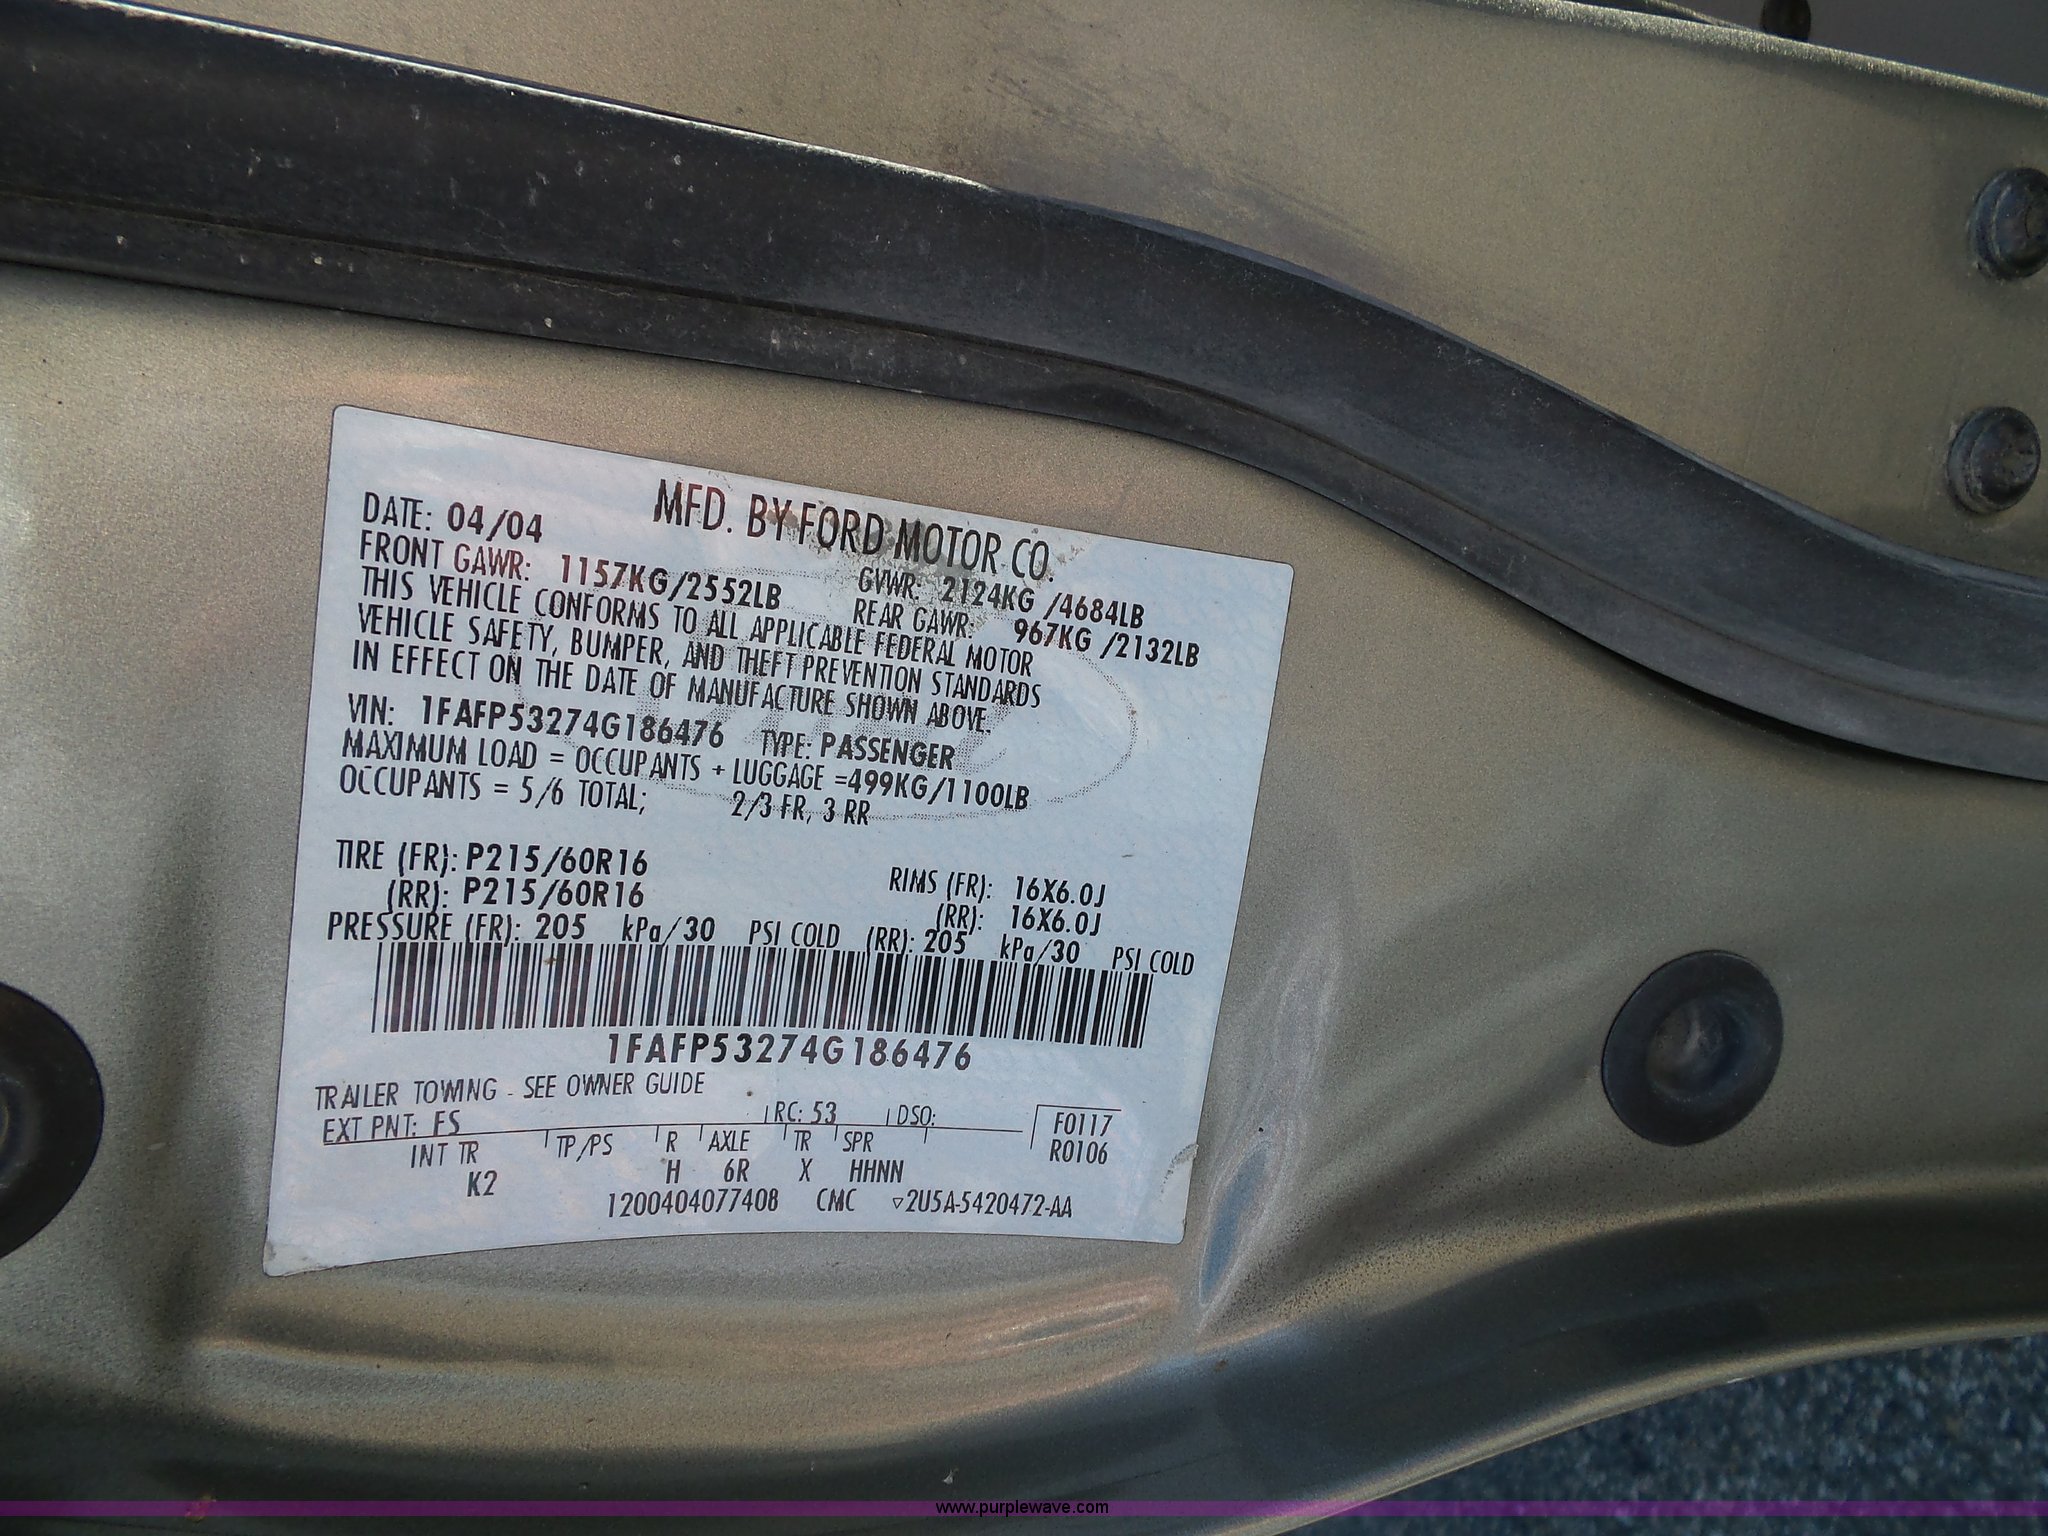 MFD. BY FORD MOTOR CO.
DATE: 04/04
GVWR: 2124KG /4684LB
FRONT GAWR: 1157KG/2552LB
REAR GAWR: 967KG /2132LB
THIS VEHICLE CONFORMS TO ALL APPLICABLE FEDERAL MOTOR
VEHICLE SAFETY, BUMPER, AND THEFT PREVENTION STANDARDS
IN EFFECT ON THE DATE OF MANUFACTURE SHOWN ABOVE.
VIN: 1FAFP53274G186476 TYPE: PASSENGER
MAXIMUM LOAD = OCCUPANTS + LUGGAGE =499KG/1100LB
OCCUPANTS = 5/6 TOTAL; 2/3 FR, 3 RR
TIRE (FR): P215/60R16 RIMS (FR): 16X6.0J
(RR): P215/60R16 (RR): 16X6.0J
PRESSURE (FR): 205 kPa/30 PSI COLD (RR): 205 kPa/30 PSI COLD
1FAFP53274G186476
TRAILER TOWING - SEE OWNER GUIDE
EXT PNT: FS RC: 53 DSO: F0117
R0106
INT TR TP/PS R AXLE TR SPR
K2 H 6R X HHNN
1200404077408 CMC ▽2U5A-5420472-AA
www.purplewave.com